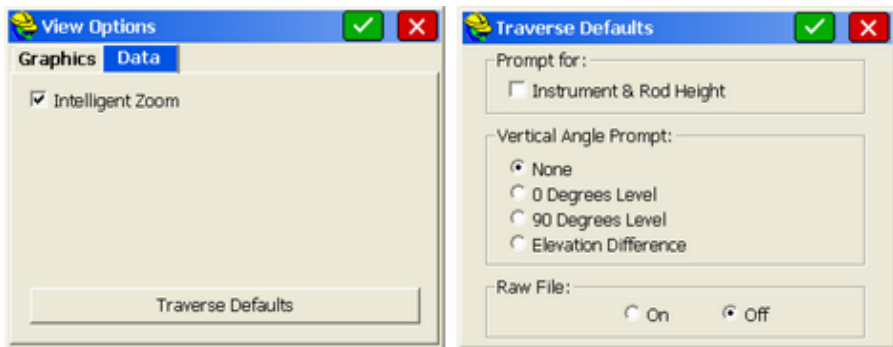 View Options
Graphics Data
Intelligent Zoom
Traverse Defaults
Traverse Defaults
Prompt for:
Instrument & Rod Height
Vertical Angle Prompt:
None
0 Degrees Level
90 Degrees Level
Elevation Difference
Raw File:
On Off